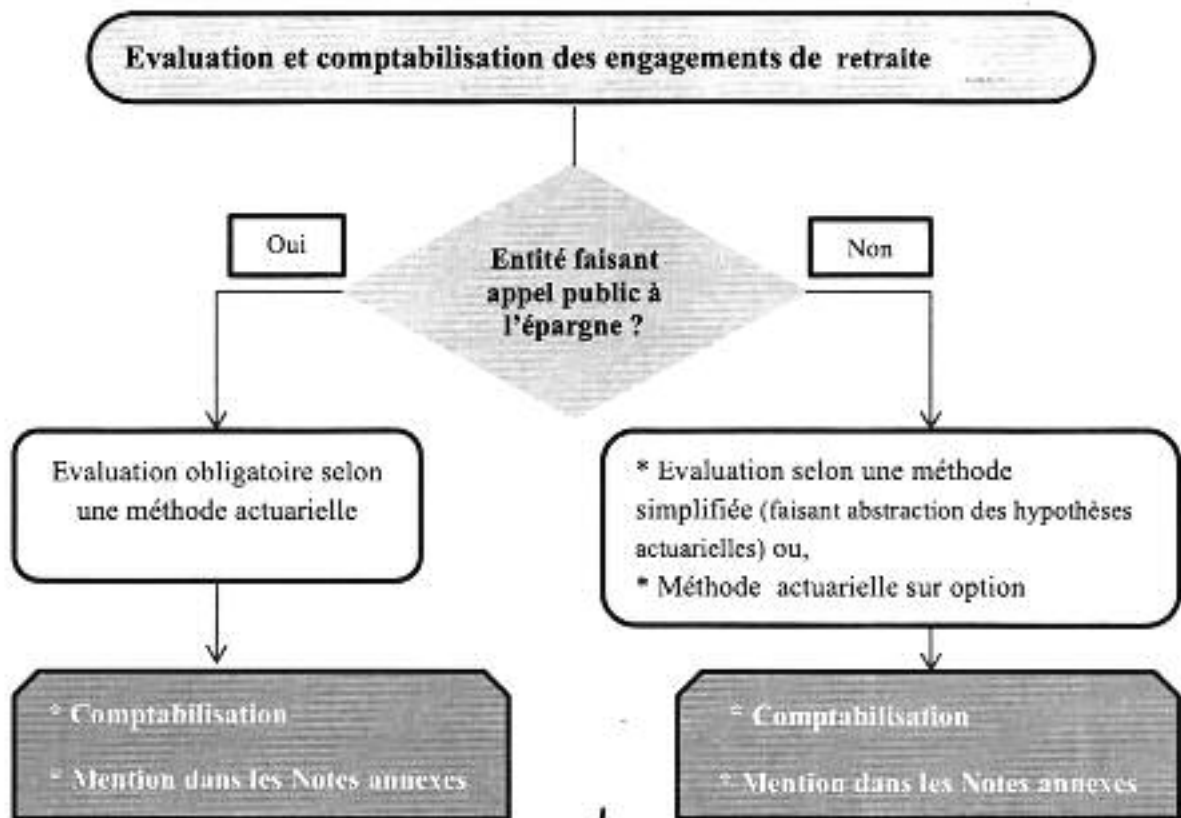 Evaluation et comptabilisation des engagements de retraite
Oui
Non
Entité faisant
appel public à
l'épargne ?
Evaluation obligatoire selon
une méthode actuarielle
* Evaluation selon une méthode
simplifiée (faisant abstraction des hypothèses
actuarielles) ou,
* Méthode actuarielle sur option
* Comptabilisation
* Mention dans les Notes annexes
* Comptabilisation
* Mention dans les Notes annexes